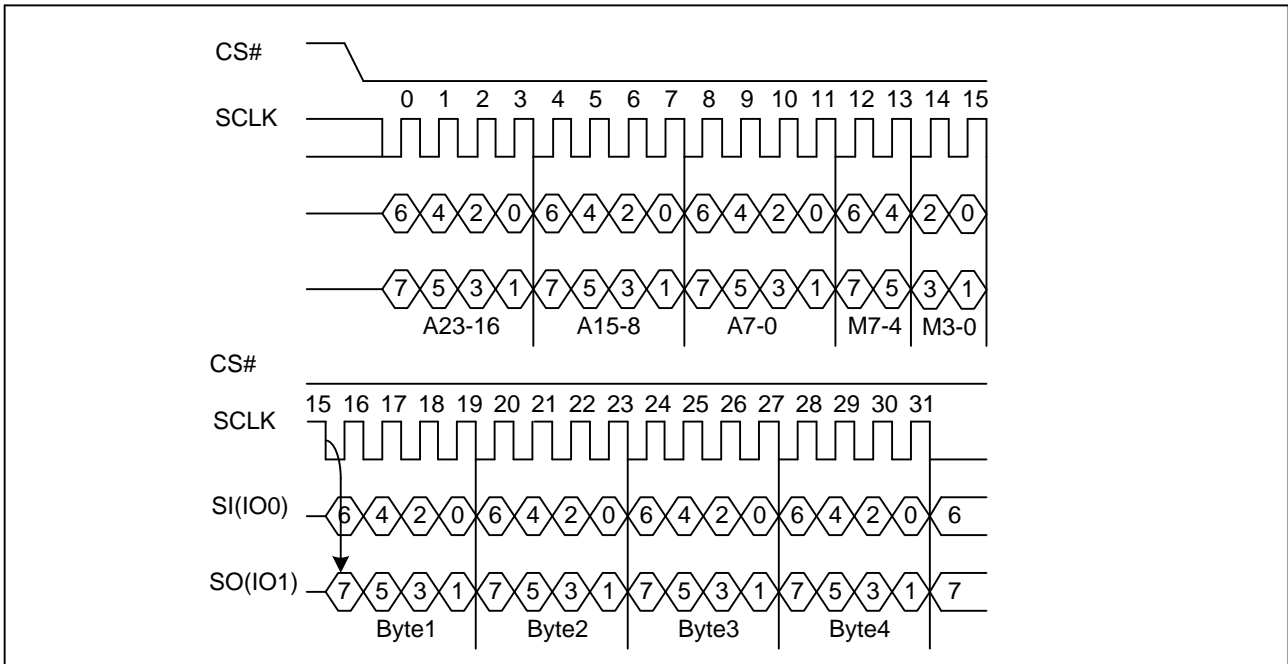 CS#
0 1 2 3 4 5 6 7 8 9 10 11 12 13 14 15
SCLK
6 4 2 0 6 4 2 0 6 4 2 0 6 4 2 0
7 5 3 1 7 5 3 1 7 5 3 1 7 5 3 1
A23-16 A15-8 A7-0 M7-4 M3-0
CS#
15 16 17 18 19 20 21 22 23 24 25 26 27 28 29 30 31
SCLK
SI(IO0) 6 4 2 0 6 4 2 0 6 4 2 0 6 4 2 0 6
SO(IO1) 7 5 3 1 7 5 3 1 7 5 3 1 7 5 3 1 7
Byte1 Byte2 Byte3 Byte4